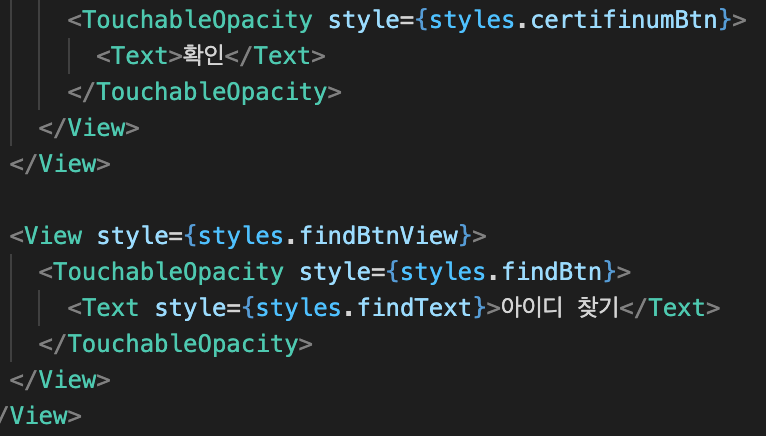 <TouchableOpacity style={styles.certifinumBtn}>
<Text>확인</Text>
</TouchableOpacity>
</View>
</View>
<View style={styles.findBtnView}>
<TouchableOpacity style={styles.findBtn}>
<Text style={styles.findText}>아이디 찾기</Text>
</TouchableOpacity>
</View>
/View>